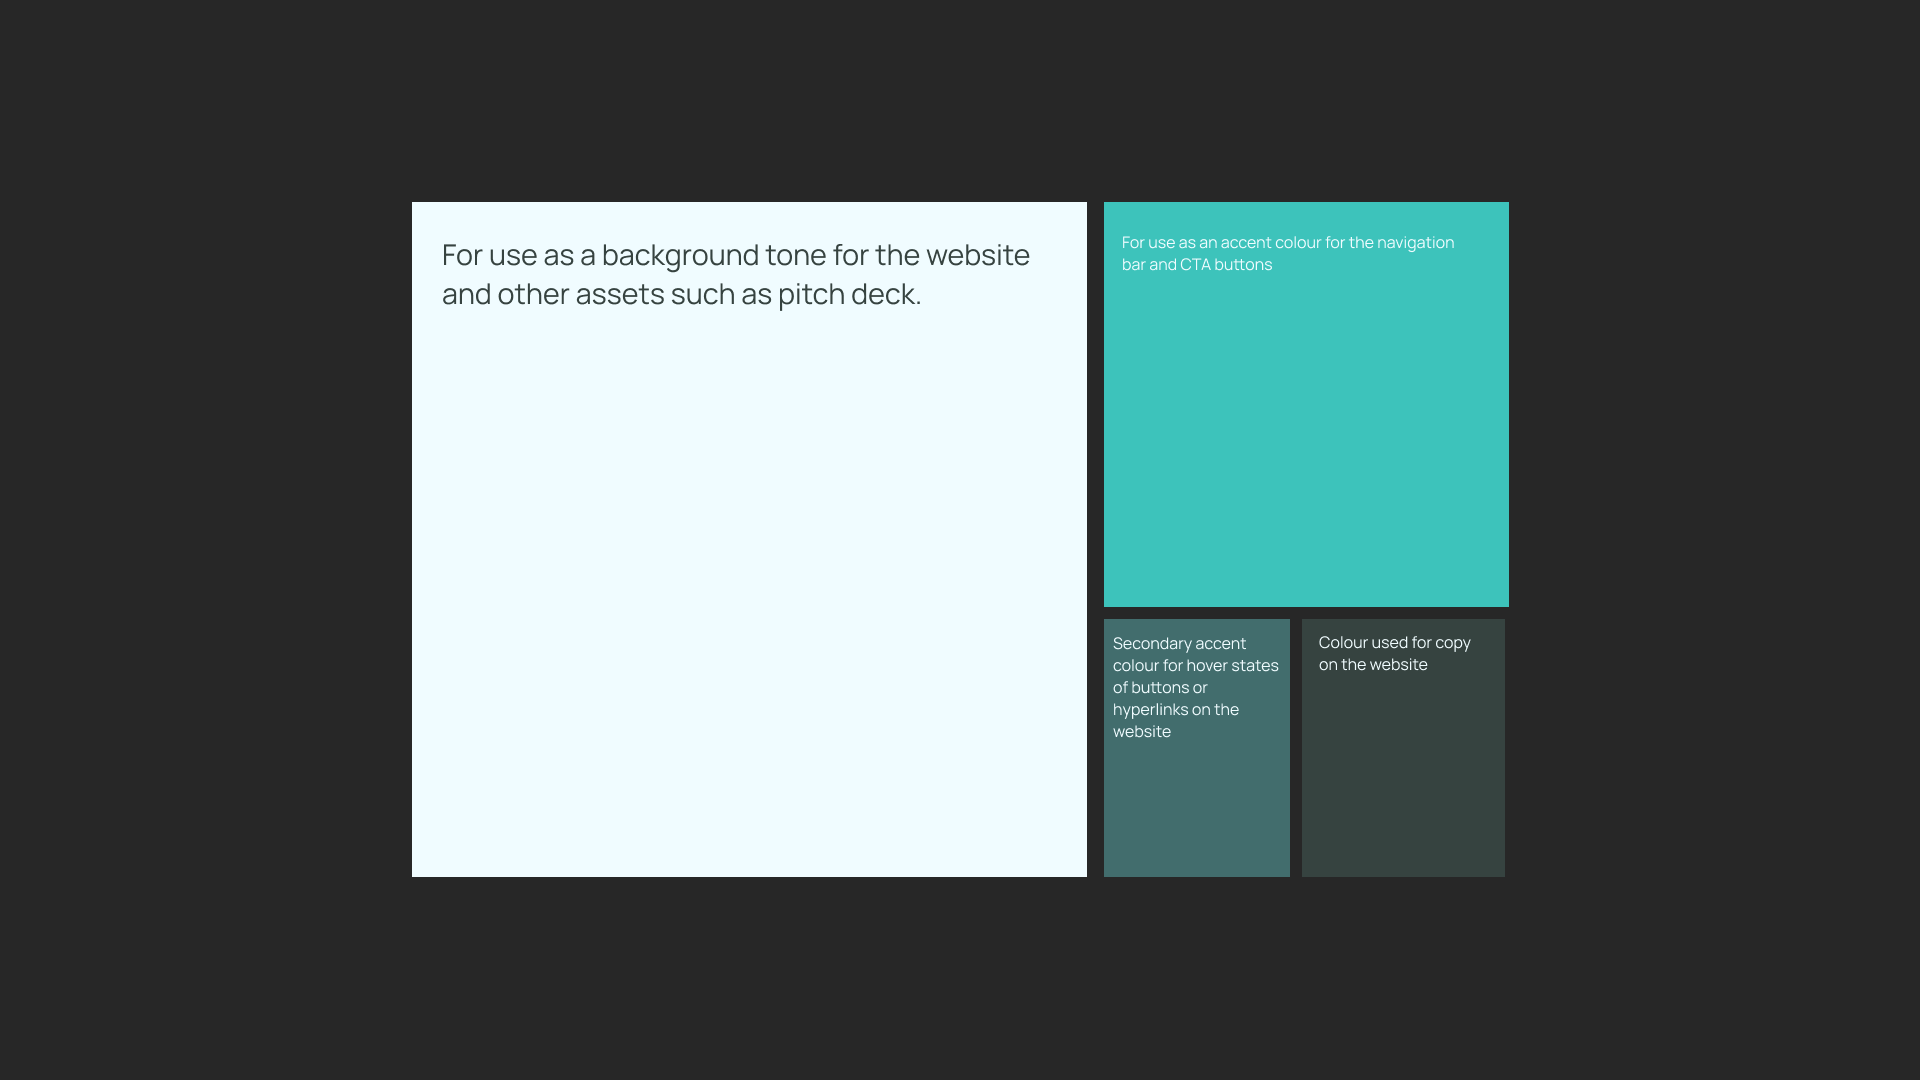 For use as a background tone for the website
and other assets such as pitch deck.
For use as an accent colour for the navigation
bar and CTA buttons
Secondary accent
colour for hover states
of buttons or
hyperlinks on the
website
Colour used for copy
on the website